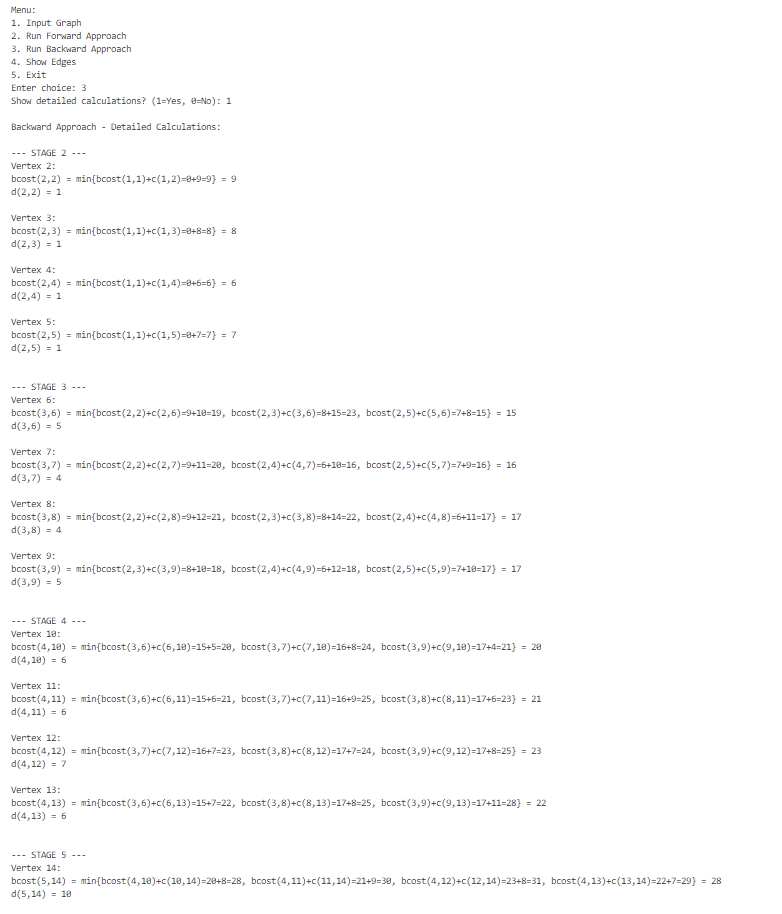 Menu:
1. Input Graph
2. Run Forward Approach
3. Run Backward Approach
4. Show Edges
5. Exit
Enter choice: 3
Show detailed calculations? (1=Yes, 0=No): 1
Backward Approach - Detailed Calculations:
--- STAGE 2 ---
Vertex 2:
bcost(2,2) = min{bcost(1,1)+c(1,2)=0+9=9} = 9
d(2,2) = 1
Vertex 3:
bcost(2,3) = min{bcost(1,1)+c(1,3)=0+8=8} = 8
d(2,3) = 1
Vertex 4:
bcost(2,4) = min{bcost(1,1)+c(1,4)=0+6=6} = 6
d(2,4) = 1
Vertex 5:
bcost(2,5) = min{bcost(1,1)+c(1,5)=0+7=7} = 7
d(2,5) = 1
--- STAGE 3 ---
Vertex 6:
bcost(3,6) = min{bcost(2,2)+c(2,6)=9+10=19, bcost(2,3)+c(3,6)=8+15=23, bcost(2,5)+c(5,6)=7+8=15} = 15
d(3,6) = 5
Vertex 7:
bcost(3,7) = min{bcost(2,2)+c(2,7)=9+11=20, bcost(2,4)+c(4,7)=6+10=16, bcost(2,5)+c(5,7)=7+9=16} = 16
d(3,7) = 4
Vertex 8:
bcost(3,8) = min{bcost(2,2)+c(2,8)=9+12=21, bcost(2,3)+c(3,8)=8+14=22, bcost(2,4)+c(4,8)=6+11=17} = 17
d(3,8) = 4
Vertex 9:
bcost(3,9) = min{bcost(2,3)+c(3,9)=8+10=18, bcost(2,4)+c(4,9)=6+12=18, bcost(2,5)+c(5,9)=7+10=17} = 17
d(3,9) = 5
--- STAGE 4 ---
Vertex 10:
bcost(4,10) = min{bcost(3,6)+c(6,10)=15+5=20, bcost(3,7)+c(7,10)=16+8=24, bcost(3,9)+c(9,10)=17+4=21} = 20
d(4,10) = 6
Vertex 11:
bcost(4,11) = min{bcost(3,6)+c(6,11)=15+6=21, bcost(3,7)+c(7,11)=16+9=25, bcost(3,8)+c(8,11)=17+6=23} = 21
d(4,11) = 6
Vertex 12:
bcost(4,12) = min{bcost(3,7)+c(7,12)=16+7=23, bcost(3,8)+c(8,12)=17+7=24, bcost(3,9)+c(9,12)=17+8=25} = 23
d(4,12) = 7
Vertex 13:
bcost(4,13) = min{bcost(3,6)+c(6,13)=15+7=22, bcost(3,8)+c(8,13)=17+8=25, bcost(3,9)+c(9,13)=17+11=28} = 22
d(4,13) = 6
--- STAGE 5 ---
Vertex 14:
bcost(5,14) = min{bcost(4,10)+c(10,14)=20+8=28, bcost(4,11)+c(11,14)=21+9=30, bcost(4,12)+c(12,14)=23+8=31, bcost(4,13)+c(13,14)=22+7=29} = 28
d(5,14) = 10